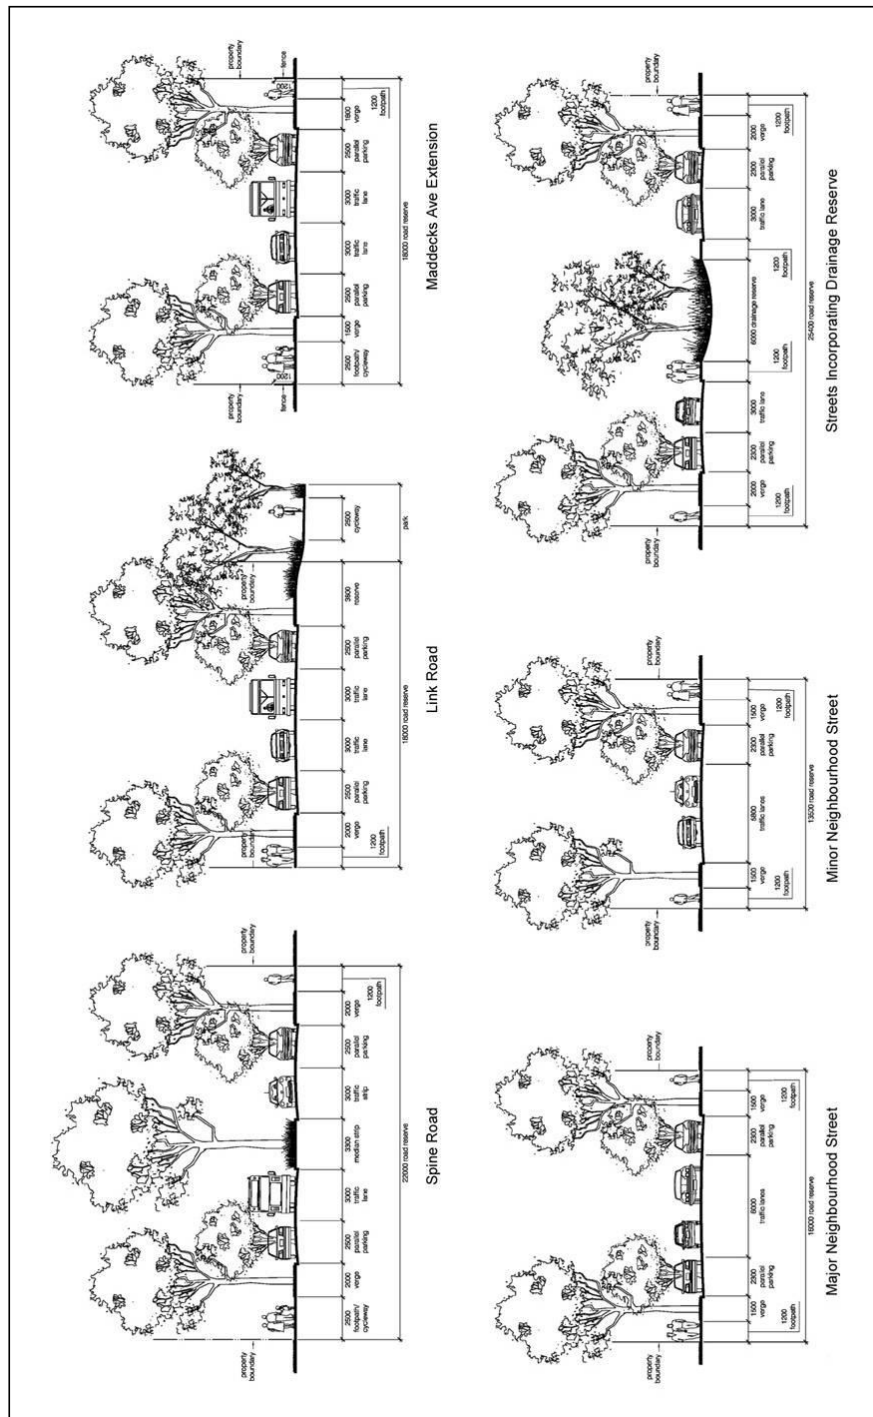 property
boundary
2500
footpath/
cycleway
2000
verge
2500
parallel
parking
3000
traffic
lane
3300
median strip
3000
traffic
2500
parallel
parking
2000
verge
1200
footpath
property
boundary
22000 road reserve
Spine Road
property
boundary
1200
footpath
2000
verge
2500
parallel
parking
3000
traffic
lane
3000
traffic
lane
2500
parallel
parking
3800
reserve
property
boundary
2500
cycleway
park
18000 road reserve
Link Road
property
boundary
fence
1200
2500
footpath/
cycleway
1500
verge
2500
parallel
parking
3000
traffic
lane
3000
traffic
lane
2500
parallel
parking
1800
verge
1200
footpath
property
boundary
fence
1200
18000 road reserve
Maddecks Ave Extension
property
boundary
1200
footpath
1500
verge
2300
parallel
parking
6000
traffic lanes
2300
parallel
parking
1500
verge
1200
footpath
property
boundary
16000 road reserve
Major Neighbourhood Street
property
boundary
1200
footpath
1500
verge
5800
traffic lanes
2300
parallel
parking
1500
verge
1200
footpath
property
boundary
13500 road reserve
Minor Neighbourhood Street
property
boundary
1200
footpath
2000
verge
2300
parallel
parking
3000
traffic lane
1200
footpath
6000 drainage reserve
1200
footpath
3000
traffic lane
2300
parallel
parking
2000
verge
1200
footpath
property
boundary
25400 road reserve
Streets Incorporating Drainage Reserve